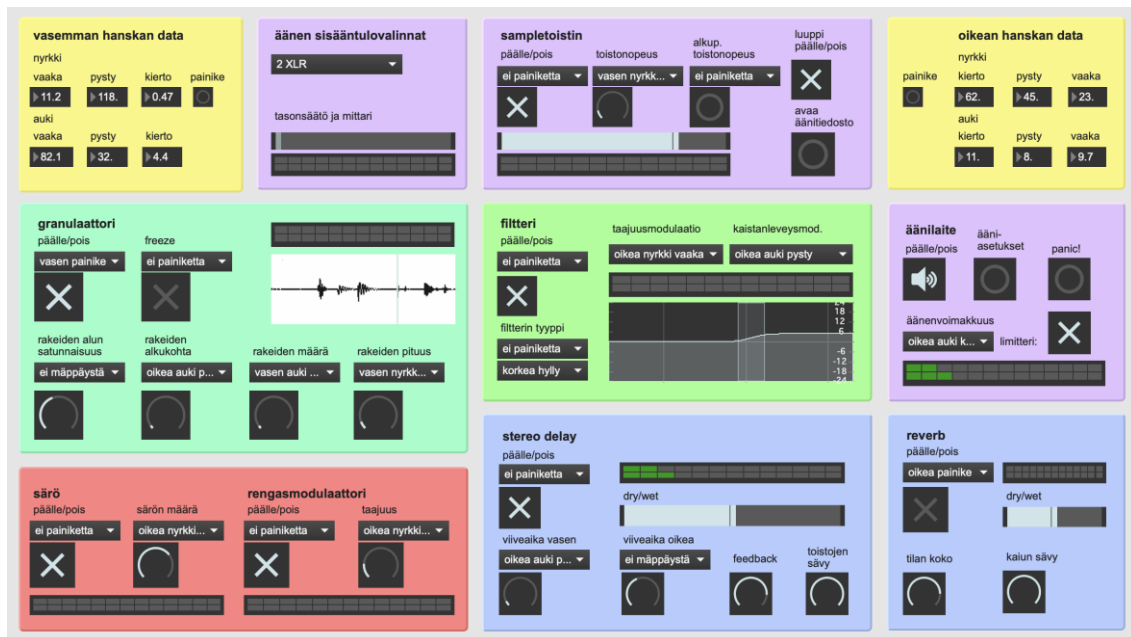 vasemman hanskan data
nyrkki
vaaka pysty kierto painike
11.2 118. 0.47
auki
vaaka pysty kierto
82.1 32. 4.4
äänen sisääntulovalinnat
2 XLR
tasonsäätö ja mittari
sampletoistin
päälle/pois toistonopeus alkup. toistonopeus
ei painiketta vasen nyrkk... ei painiketta
luuppi
päälle/pois
avaa
äänitiedosto
oikean hanskan data
nyrkki
painike kierto pysty vaaka
62. 45. 23.
auki
kierto pysty vaaka
11. 8. 9.7
granulaattori
päälle/pois freeze
vasen painike ei painiketta
rakeiden alun satunnaisuus
rakeiden alkukohta
rakeiden määrä
rakeiden pituus
ei mäppäystä oikea auki p... vasen auki ... vasen nyrkk...
filtteri
päälle/pois taajuusmodulaatio kaistanleveysmod.
ei painiketta oikea nyrkki vaaka oikea auki pysty
filtterin tyyppi
ei painiketta
korkea hylly
24
18
12
6
-6
-12
-18
-24
äänilaite
päälle/pois ääni-asetukset panic!
äänenvoimakkuus
oikea auki k... limitteri:
särö
päälle/pois särön määrä
ei painiketta oikea nyrkki...
rengasmodulaattori
päälle/pois taajuus
ei painiketta oikea nyrkki...
stereo delay
päälle/pois
ei painiketta
dry/wet
viiveaika vasen viiveaika oikea
oikea auki p... ei mäppäystä feedback toistojen sävy
reverb
päälle/pois
oikea painike
dry/wet
tilan koko kaiun sävy